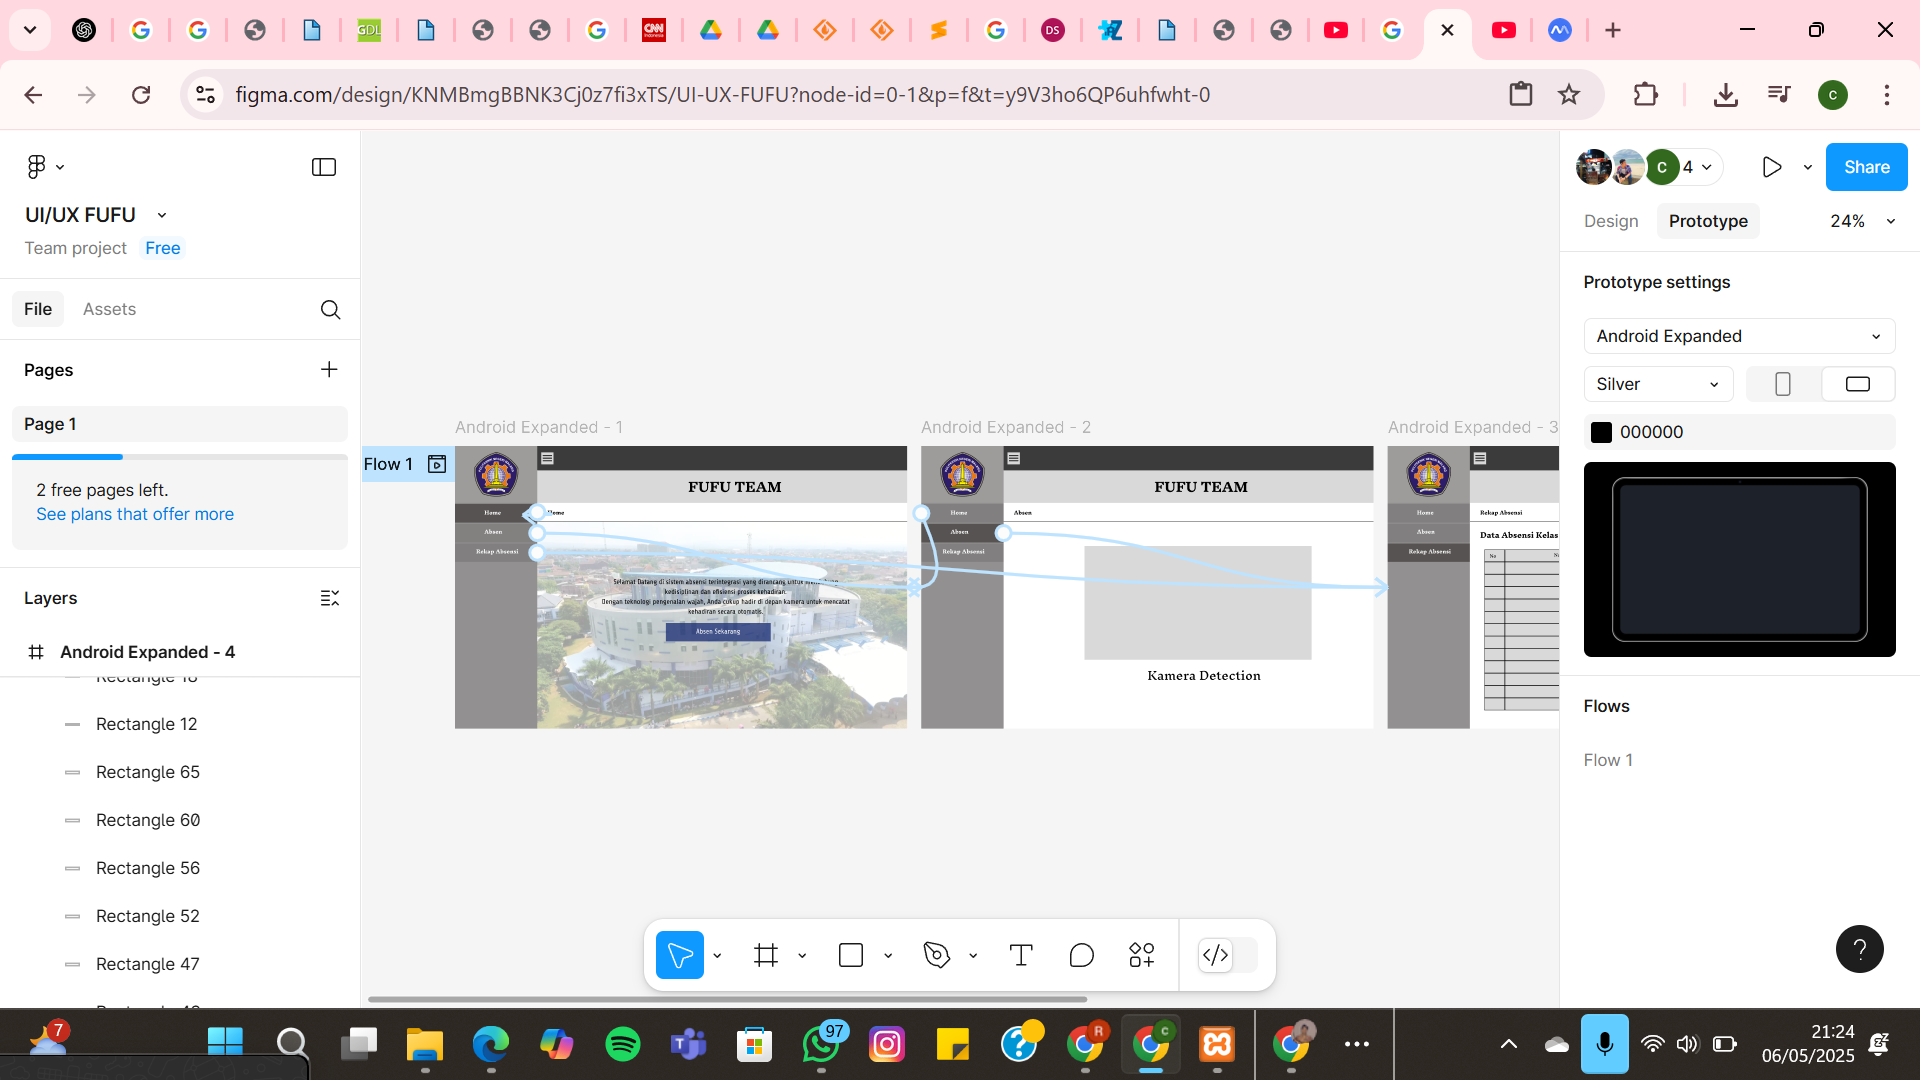 GDL
CNN
DS
figma.com/design/KNMBmgBBNK3Cj0z7fi3xTS/UI-UX-FUFU?node-id=0-1&p=f&t=y9V3ho6QP6uhfwht-0
C
UI/UX FUFU
Team project Free
File Assets
Pages
Page 1
2 free pages left.
See plans that offer more
Layers
Android Expanded - 4
Rectangle 18
Rectangle 12
Rectangle 65
Rectangle 60
Rectangle 56
Rectangle 52
Rectangle 47
Flow 1
Android Expanded - 1
FUFU TEAM
Home
Home
Absen
Rekap Absensi
Selamat Datang di sistem absensi terintegrasi yang dirancang untuk
kedisiplinan dan efisiensi proses kehadiran.
Dengan teknologi pengenalan wajah, Anda cukup hadir di depan kamera untuk mencatat
kehadiran secara otomatis.
Absen Sekarang
Android Expanded - 2
FUFU TEAM
Home
Absen
Absen
Rekap Absensi
Kamera Detection
Android Expanded - 3
Home
Rekap Absensi
Absen
Data Absensi Kelas
Rekap Absensi
No
C 4
Share
Design Prototype 24%
Prototype settings
Android Expanded
Silver
000000
Flows
Flow 1
?
7
97
R
C
21:24
06/05/2025